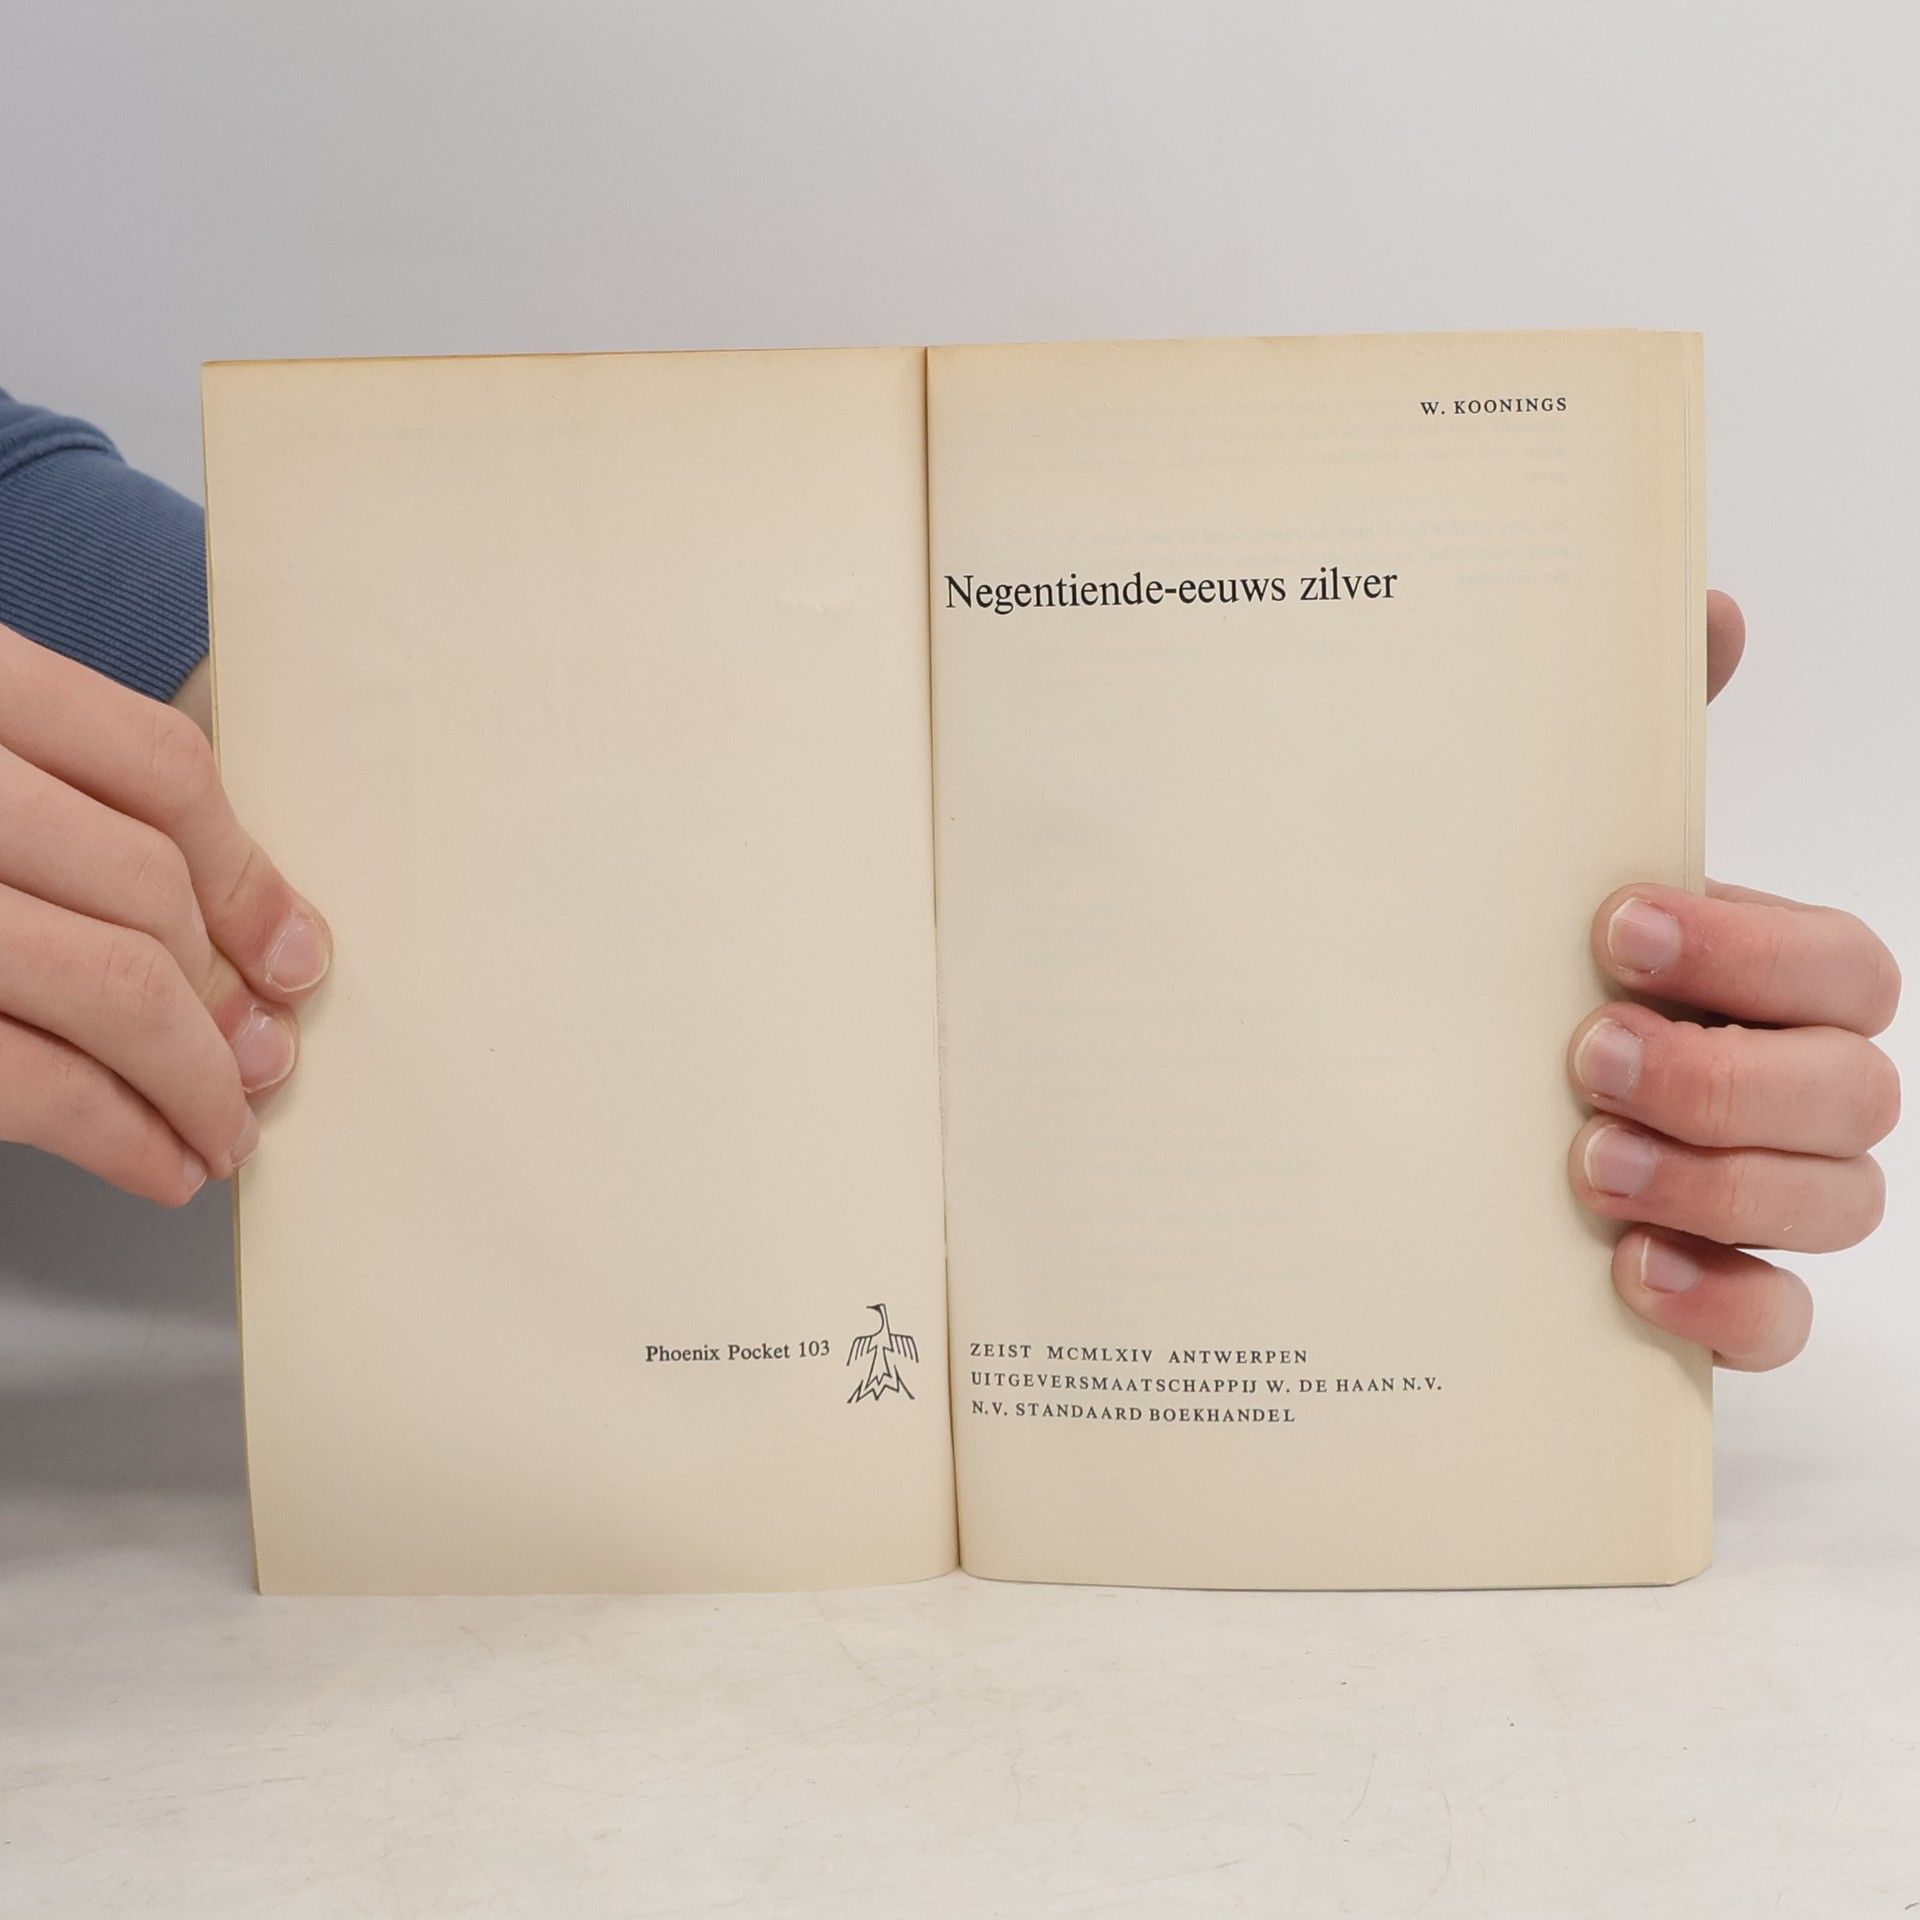 Phoenix Pocket 103
W. KOONINGS
Negentiende-eeuws zilver
ZEIST MCMLXIV ANTWERPEN
UITGEVERSMAATSCHAPPIJ W. DE HAAN N.V.
N.V. STANDAARD BOEKHANDEL